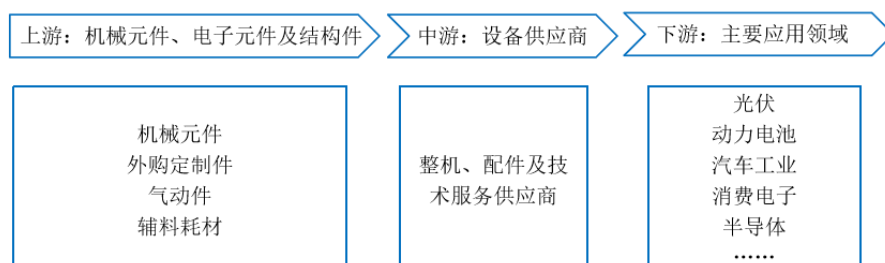 上游：机械元件、电子元件及结构件
中游：设备供应商
下游：主要应用领域
机械元件
外购定制件
气动件
辅料耗材
整机、配件及技
术服务供应商
光伏
动力电池
汽车工业
消费电子
半导体
……